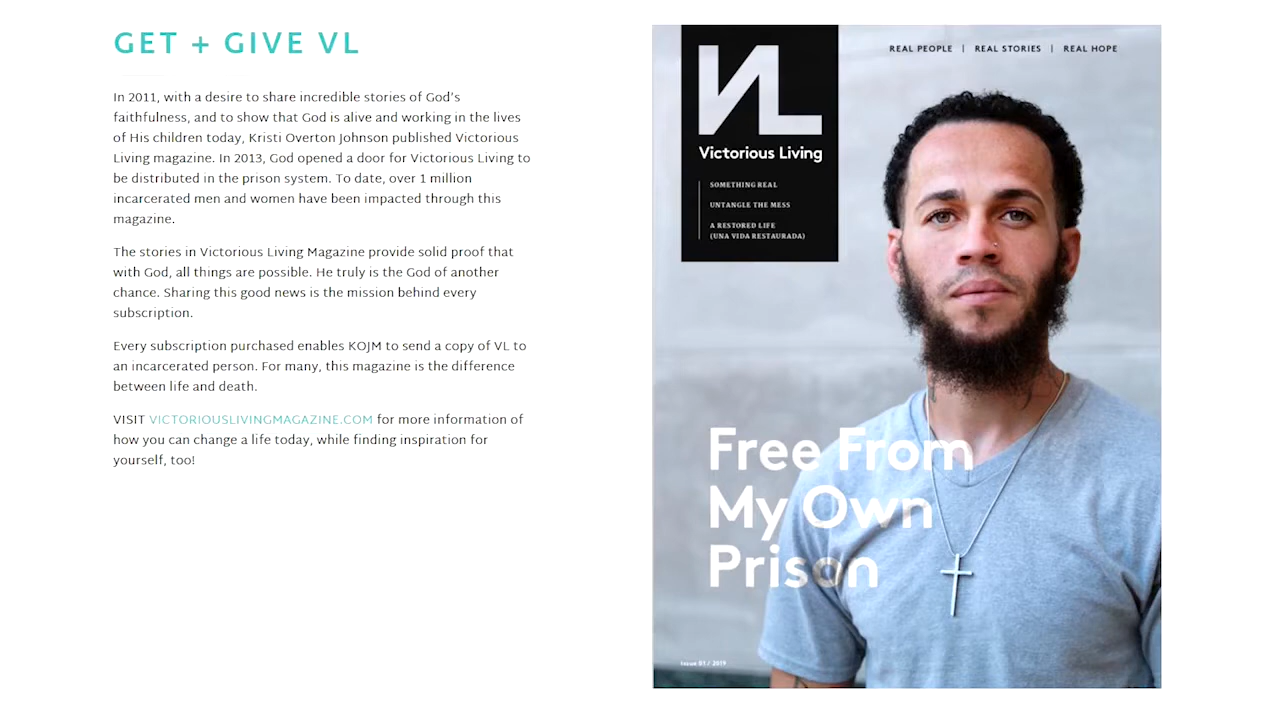 GET + GIVE VL
In 2011, with a desire to share incredible stories of God's
faithfulness, and to show that God is alive and working in the lives
of His children today, Kristi Overton Johnson published Victorious
Living magazine. In 2013, God opened a door for Victorious Living to
be distributed in the prison system. To date, over 1 million
incarcerated men and women have been impacted through this
magazine.
The stories in Victorious Living Magazine provide solid proof that
with God, all things are possible. He truly is the God of another
chance. Sharing this good news is the mission behind every
subscription.
Every subscription purchased enables KOJM to send a copy of VL to
an incarcerated person. For many, this magazine is the difference
between life and death.
VISIT VICTORIOUSLIVINGMAGAZINE.COM for more information of
how you can change a life today, while finding inspiration for
yourself, too!
VL
Victorious Living
SOMETHING REAL
UNTANGLE THE MESS
A RESTORED LIFE
(UNA VIDA RESTAURADA)
REAL PEOPLE | REAL STORIES | REAL HOPE
Free From
My Own
Prison
Issue 01 / 2019